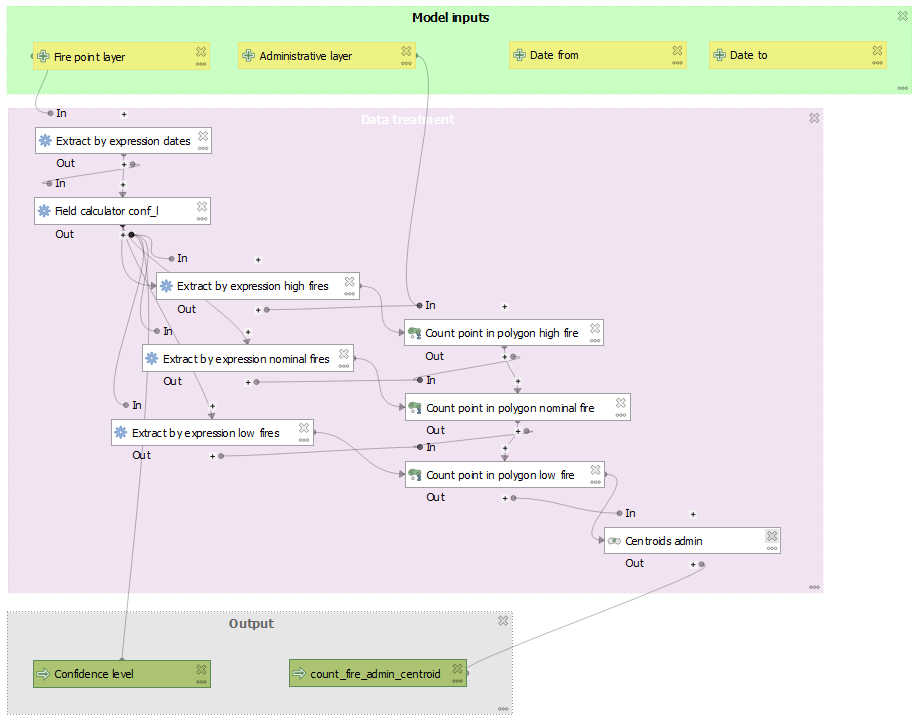 Model inputs
Fire point layer
Administrative layer
Date from
Date to
Data treatment
In
Extract by expression dates
Out
In
Field calculator conf_l
Out
In
Extract by expression high fires
Out
In
Count point in polygon high fire
Out
In
Extract by expression nominal fires
Out
In
Count point in polygon nominal fire
Out
In
Extract by expression low fires
Out
In
Count point in polygon low fire
Out
In
Centroids admin
Out
Output
Confidence level
count_fire_admin_centroid